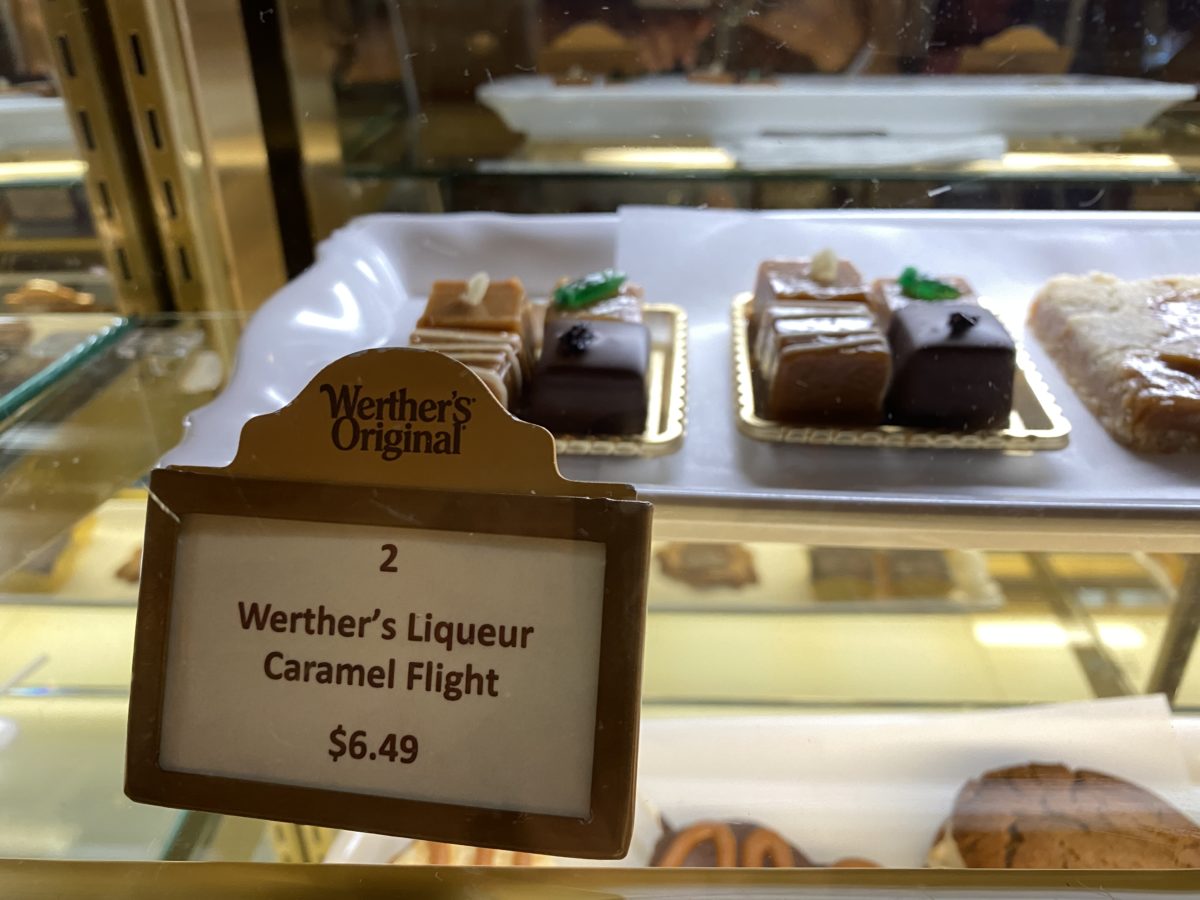 Werther's
Original
2
Werther's Liqueur
Caramel Flight
$6.49